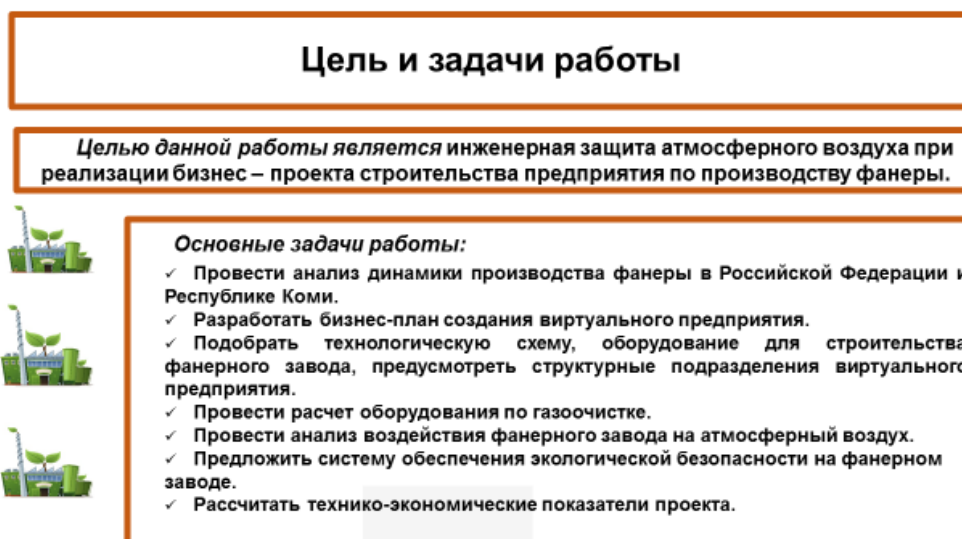 Цель и задачи работы
Целью данной работы является инженерная защита атмосферного воздуха при
реализации бизнес – проекта строительства предприятия по производству фанеры.
Основные задачи работы:
✓ Провести анализ динамики производства фанеры в Российской Федерации и
Республике Коми.
✓ Разработать бизнес-план создания виртуального предприятия.
✓ Подобрать технологическую схему, оборудование для строительства
фанерного завода, предусмотреть структурные подразделения виртуального
предприятия.
✓ Провести расчет оборудования по газоочистке.
✓ Провести анализ воздействия фанерного завода на атмосферный воздух.
✓ Предложить систему обеспечения экологической безопасности на фанерном
заводе.
✓ Рассчитать технико-экономические показатели проекта.